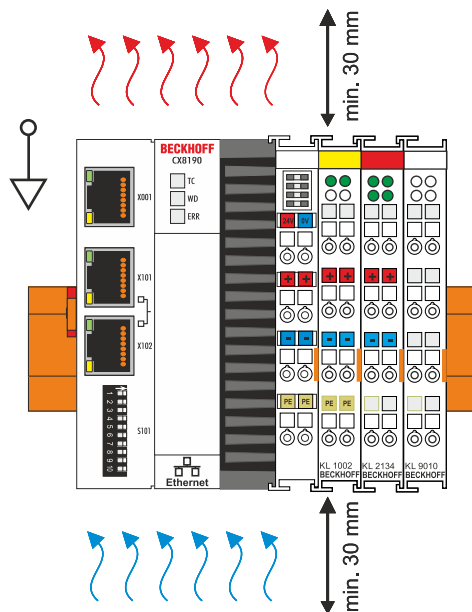 min. 30 mm
BECKHOFF
CX8190
TC
WD
ERR
X001
X101
X102
1 2 3 4 5 6 7 8 9 10
S101
Ethernet
24V 0V
+ + + + + +
- - - - - -
PE PE PE PE
KL 1002 KL 2134 KL 9010
BECKHOFF BECKHOFF BECKHOFF
min. 30 mm